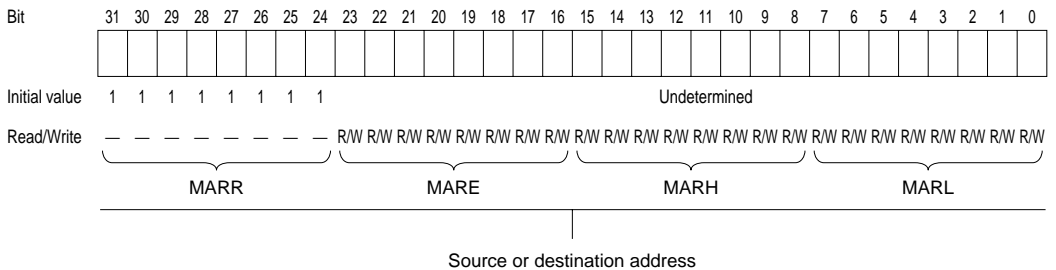 Bit 31 30 29 28 27 26 25 24 23 22 21 20 19 18 17 16 15 14 13 12 11 10 9 8 7 6 5 4 3 2 1 0
Initial value 1 1 1 1 1 1 1 1 Undetermined
Read/Write — — — — — — — — R/W R/W R/W R/W R/W R/W R/W R/W R/W R/W R/W R/W R/W R/W R/W R/W R/W R/W R/W R/W R/W R/W R/W R/W
MARR MARE MARH MARL
Source or destination address